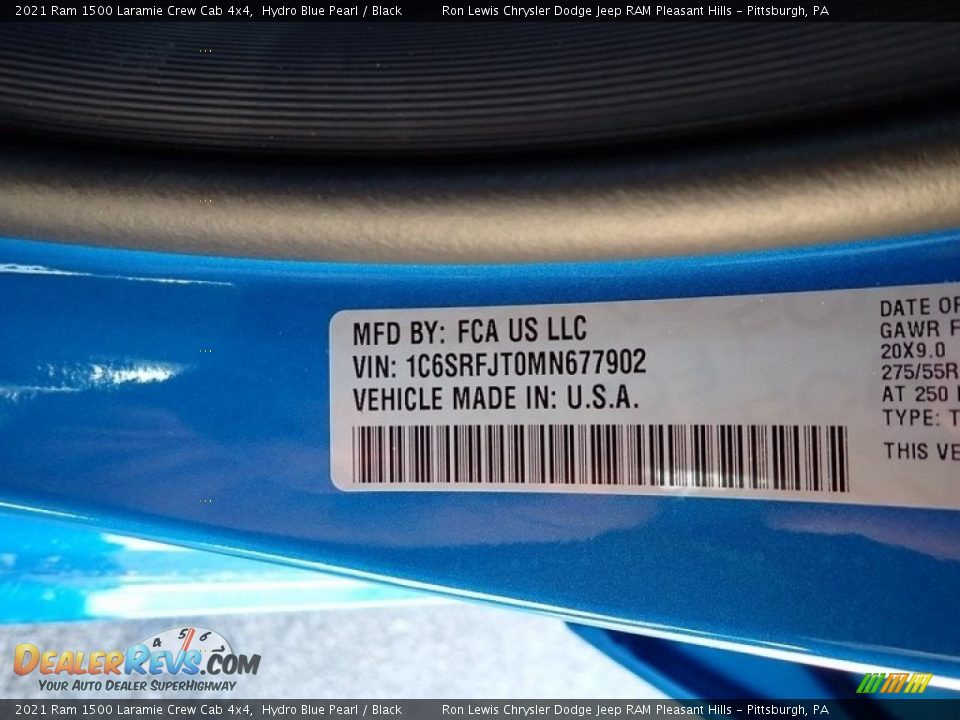 2021 Ram 1500 Laramie Crew Cab 4x4, Hydro Blue Pearl / Black Ron Lewis Chrysler Dodge Jeep RAM Pleasant Hills - Pittsburgh, PA
MFD BY: FCA US LLC
VIN: 1C6SRFJT0MN677902
VEHICLE MADE IN: U.S.A.
DATE OF
GAWR F
20X9.0
275/55R
AT 250
TYPE: T
THIS VE
4 5 6
DealerRevs.com
Your Auto Dealer SuperHighway
2021 Ram 1500 Laramie Crew Cab 4x4, Hydro Blue Pearl / Black Ron Lewis Chrysler Dodge Jeep RAM Pleasant Hills - Pittsburgh, PA